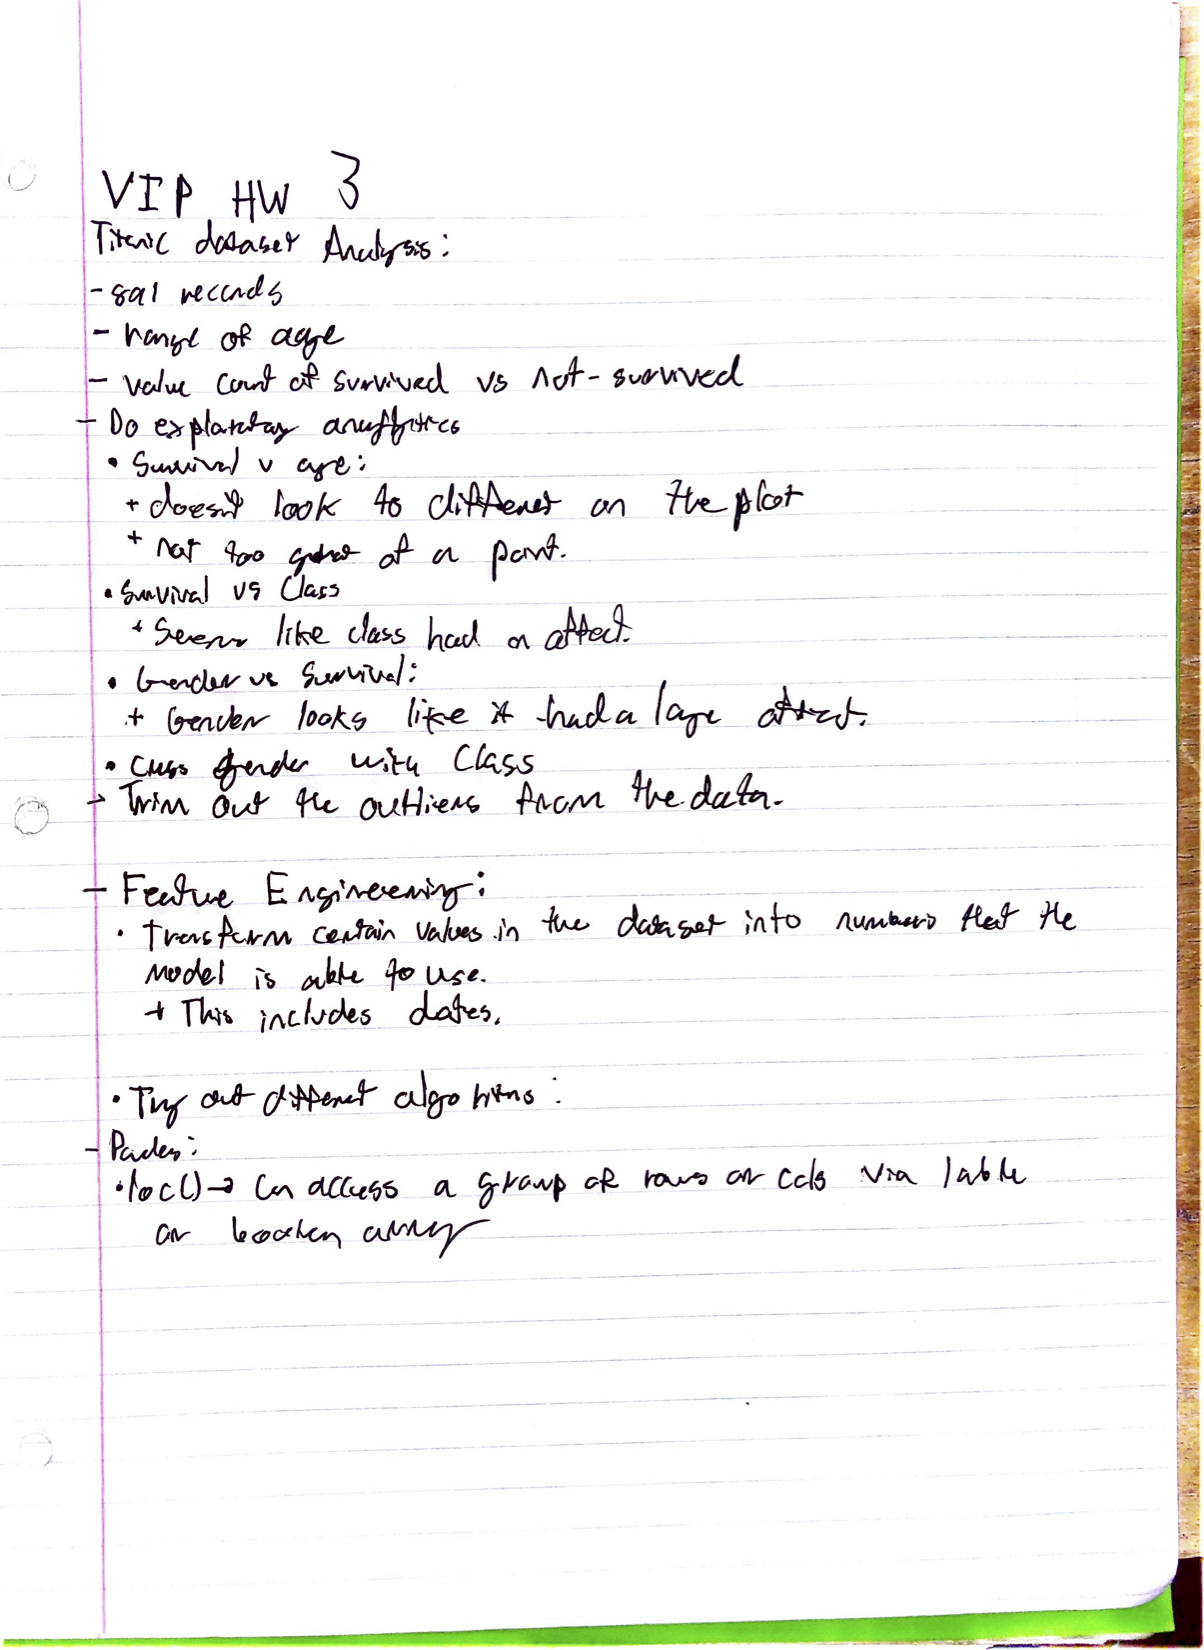 VIP HW 3
Titanic dataset Analysis:
- 891 records
- range of age
- value count of survived vs not-survived
- Do explantory analytics
• Survival v age:
+ doesn't look to different on the plot
+ not too great of a point.
• Survival vs Class
+ Seems like class had an affect.
• Gender vs Survival:
+ Gender looks like it had a large affect.
• Cross gender with Class
- Trim out the outliers from the data.
- Feature Engineering:
• Transform certain values in the dataset into numbers that the
model is able to use.
+ This includes dates.
• Try out different algorithms:
- Pandas:
• loc() → Can access a group of rows or cols via lable
or boolean array